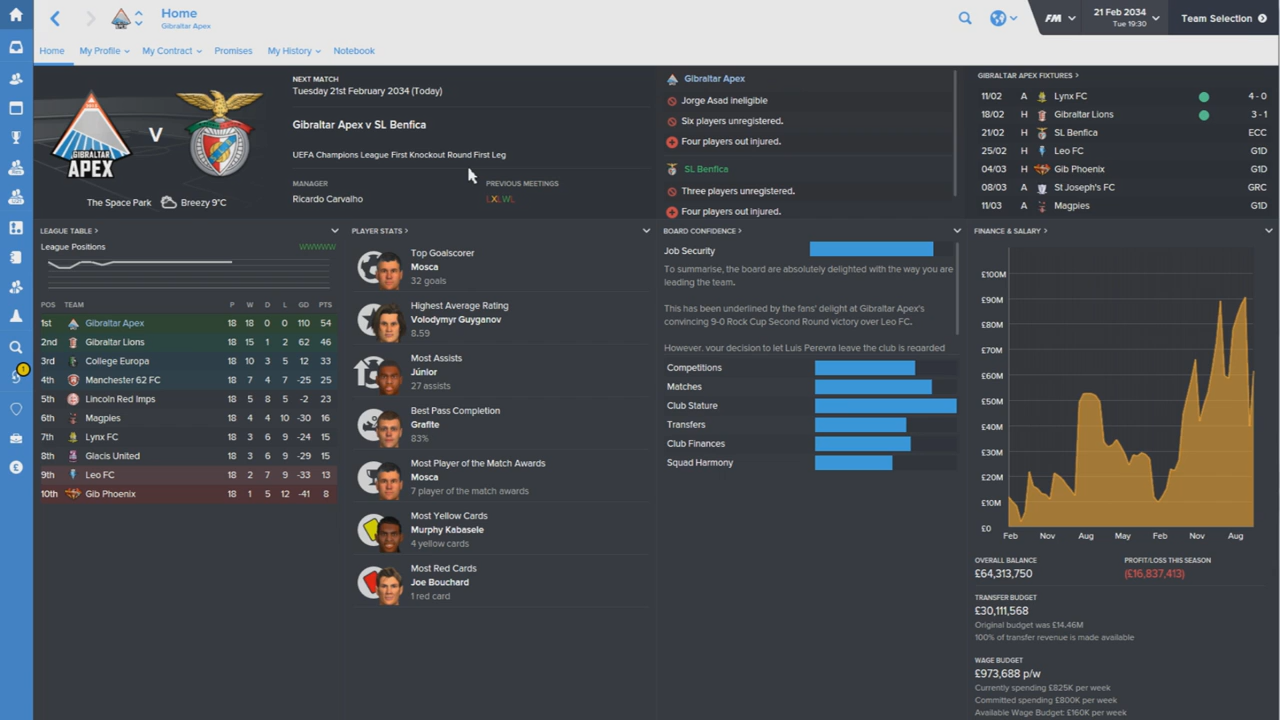 Home
Gibraltar Apex
FM
21 Feb 2034
Tue 19:30
Team Selection
Home
My Profile
My Contract
Promises
My History
Notebook
GIBRALTAR APEX
V
The Space Park
Breezy 9°C
NEXT MATCH
Tuesday 21st February 2034 (Today)
Gibraltar Apex v SL Benfica
UEFA Champions League First Knockout Round First Leg
MANAGER
Ricardo Carvalho
PREVIOUS MEETINGS
LXLWL
Gibraltar Apex
Jorge Asad ineligible
Six players unregistered.
Four players out injured.
SL Benfica
Three players unregistered.
Four players out injured.
GIBRALTAR APEX FIXTURES >
11/02 A Lynx FC 4 - 0
18/02 H Gibraltar Lions 3 - 1
21/02 H SL Benfica ECC
25/02 H Leo FC G1D
04/03 H Gib Phoenix G1D
08/03 A St Joseph's FC GRC
11/03 A Magpies G1D
LEAGUE TABLE >
League Positions WWWWW
POS TEAM P W D L GD PTS
1st Gibraltar Apex 18 18 0 0 110 54
2nd Gibraltar Lions 18 15 1 2 62 46
3rd College Europa 18 10 3 5 12 33
4th Manchester 62 FC 18 7 4 7 -25 25
5th Lincoln Red Imps 18 5 8 5 -2 23
6th Magpies 18 4 4 10 -30 16
7th Lynx FC 18 3 6 9 -24 15
8th Glacis United 18 3 6 9 -29 15
9th Leo FC 18 2 7 9 -33 13
10th Gib Phoenix 18 1 5 12 -41 8
PLAYER STATS >
Top Goalscorer
Mosca
32 goals
Highest Average Rating
Volodymyr Guyganov
8.59
Most Assists
Júnior
27 assists
Best Pass Completion
Grafite
83%
Most Player of the Match Awards
Mosca
7 player of the match awards
Most Yellow Cards
Murphy Kabasele
4 yellow cards
Most Red Cards
Joe Bouchard
1 red card
BOARD CONFIDENCE >
Job Security
To summarise, the board are absolutely delighted with the way you are
leading the team.
This has been underlined by the fans' delight at Gibraltar Apex's
convincing 9-0 Rock Cup Second Round victory over Leo FC.
However, your decision to let Luis Pereyra leave the club is regarded
Competitions
Matches
Club Stature
Transfers
Club Finances
Squad Harmony
FINANCE & SALARY >
£100M
£90M
£80M
£70M
£60M
£50M
£40M
£30M
£20M
£10M
£0
Feb Nov Aug May Feb Nov Aug
OVERALL BALANCE
£64,313,750
PROFIT/LOSS THIS SEASON
(£16,837,413)
TRANSFER BUDGET
£30,111,568
Original budget was £14.46M
100% of transfer revenue is made available
WAGE BUDGET
£973,688 p/w
Currently spending £825K per week
Committed spending £800K per week
Available Wage Budget: £160K per week
1